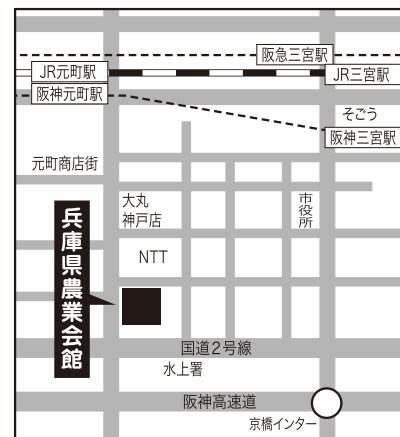 阪急三宮駅
JR元町駅
JR三宮駅
阪神元町駅
そごう
阪神三宮駅
元町商店街
大丸
神戸店
市役所
兵庫県農業会館
NTT
国道2号線
水上署
阪神高速道
京橋インター